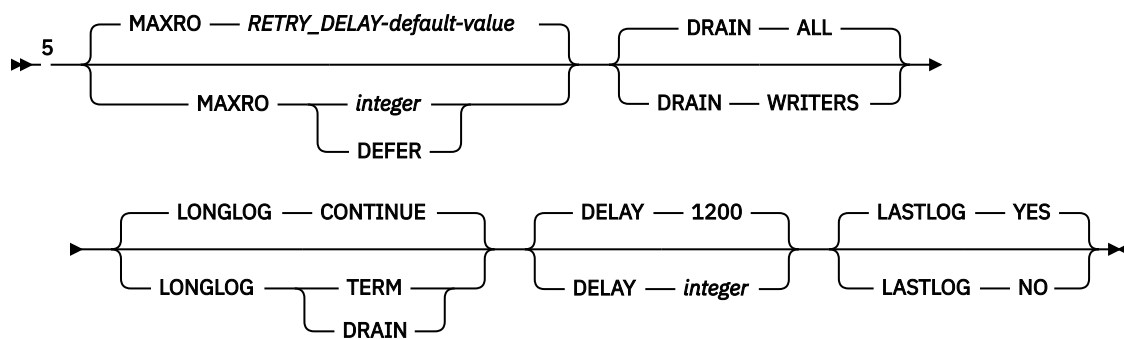 MAXRO RETRY_DELAY-default-value DRAIN ALL
5
MAXRO integer DRAIN WRITERS
DEFER
LONGLOG CONTINUE DELAY 1200 LASTLOG YES
LONGLOG TERM DELAY integer LASTLOG NO
DRAIN